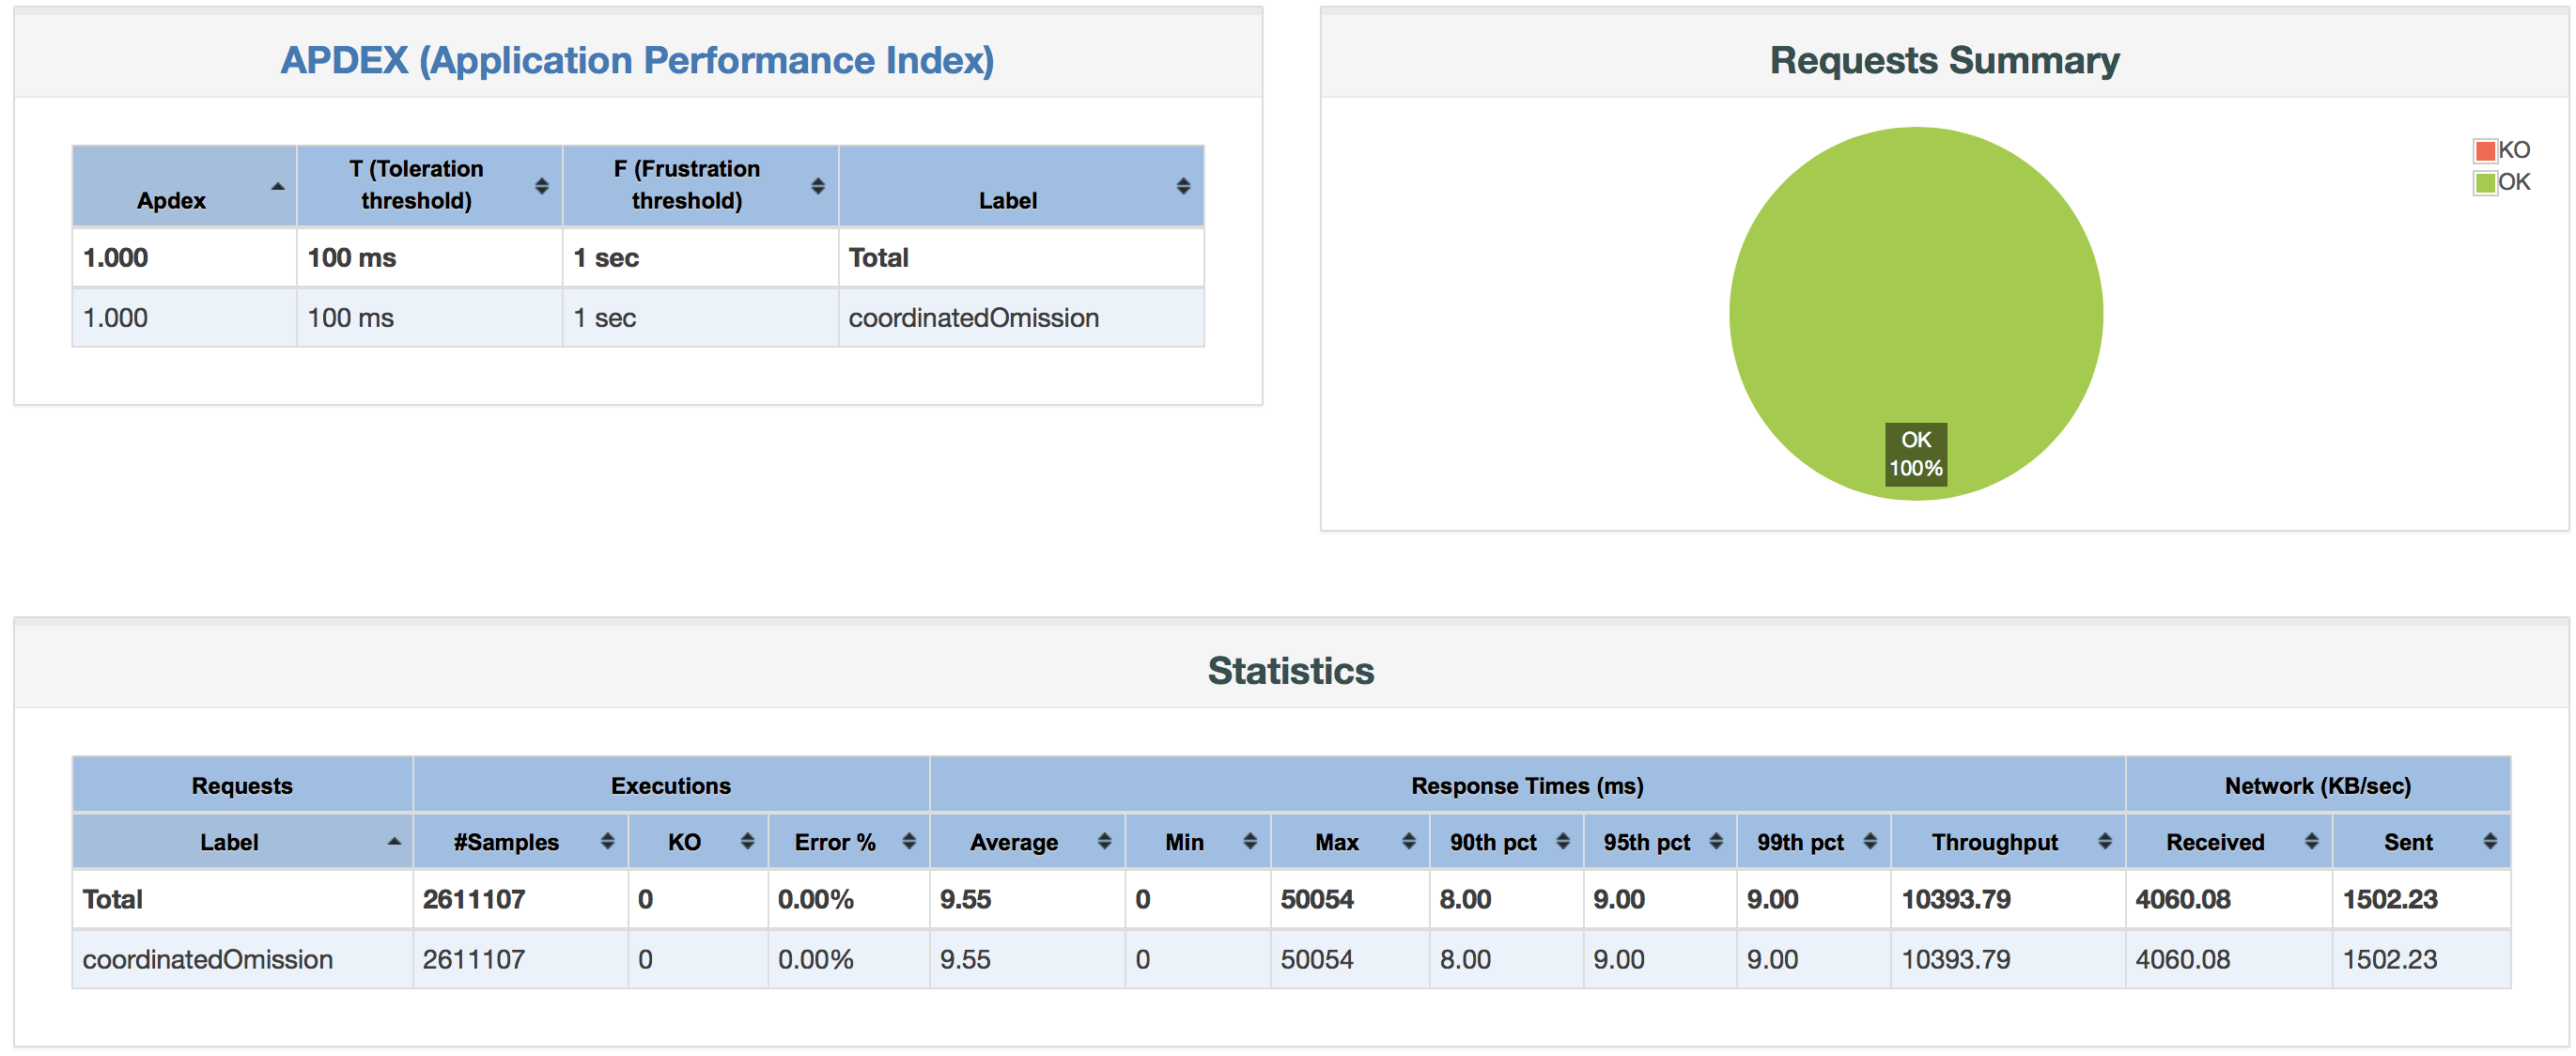 APDEX (Application Performance Index)
Apdex T (Toleration threshold) F (Frustration threshold) Label
1.000 100 ms 1 sec Total
1.000 100 ms 1 sec coordinatedOmission
Requests Summary
KO
OK
OK
100%
Statistics
Requests Executions Response Times (ms) Network (KB/sec)
Label #Samples KO Error % Average Min Max 90th pct 95th pct 99th pct Throughput Received Sent
Total 2611107 0 0.00% 9.55 0 50054 8.00 9.00 9.00 10393.79 4060.08 1502.23
coordinatedOmission 2611107 0 0.00% 9.55 0 50054 8.00 9.00 9.00 10393.79 4060.08 1502.23